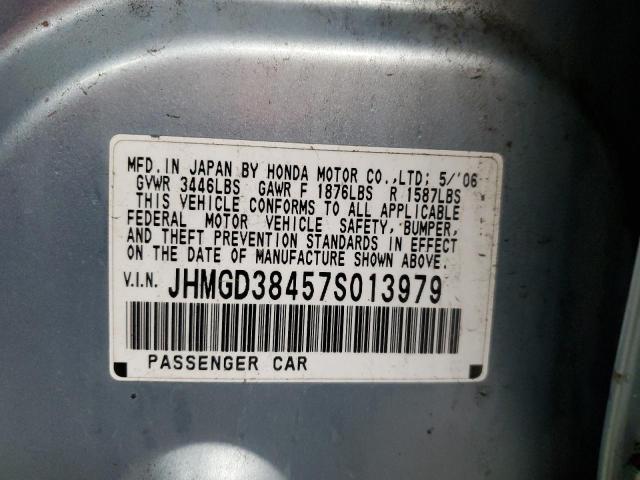 MFD. IN JAPAN BY HONDA MOTOR CO., LTD; 5/'06
GVWR 3446LBS GAWR F 1876LBS R 1587LBS
THIS VEHICLE CONFORMS TO ALL APPLICABLE
FEDERAL MOTOR VEHICLE SAFETY, BUMPER,
AND THEFT PREVENTION STANDARDS IN EFFECT
ON THE DATE OF MANUFACTURE SHOWN ABOVE.
V.I.N. JHMGD38457S013979
PASSENGER CAR